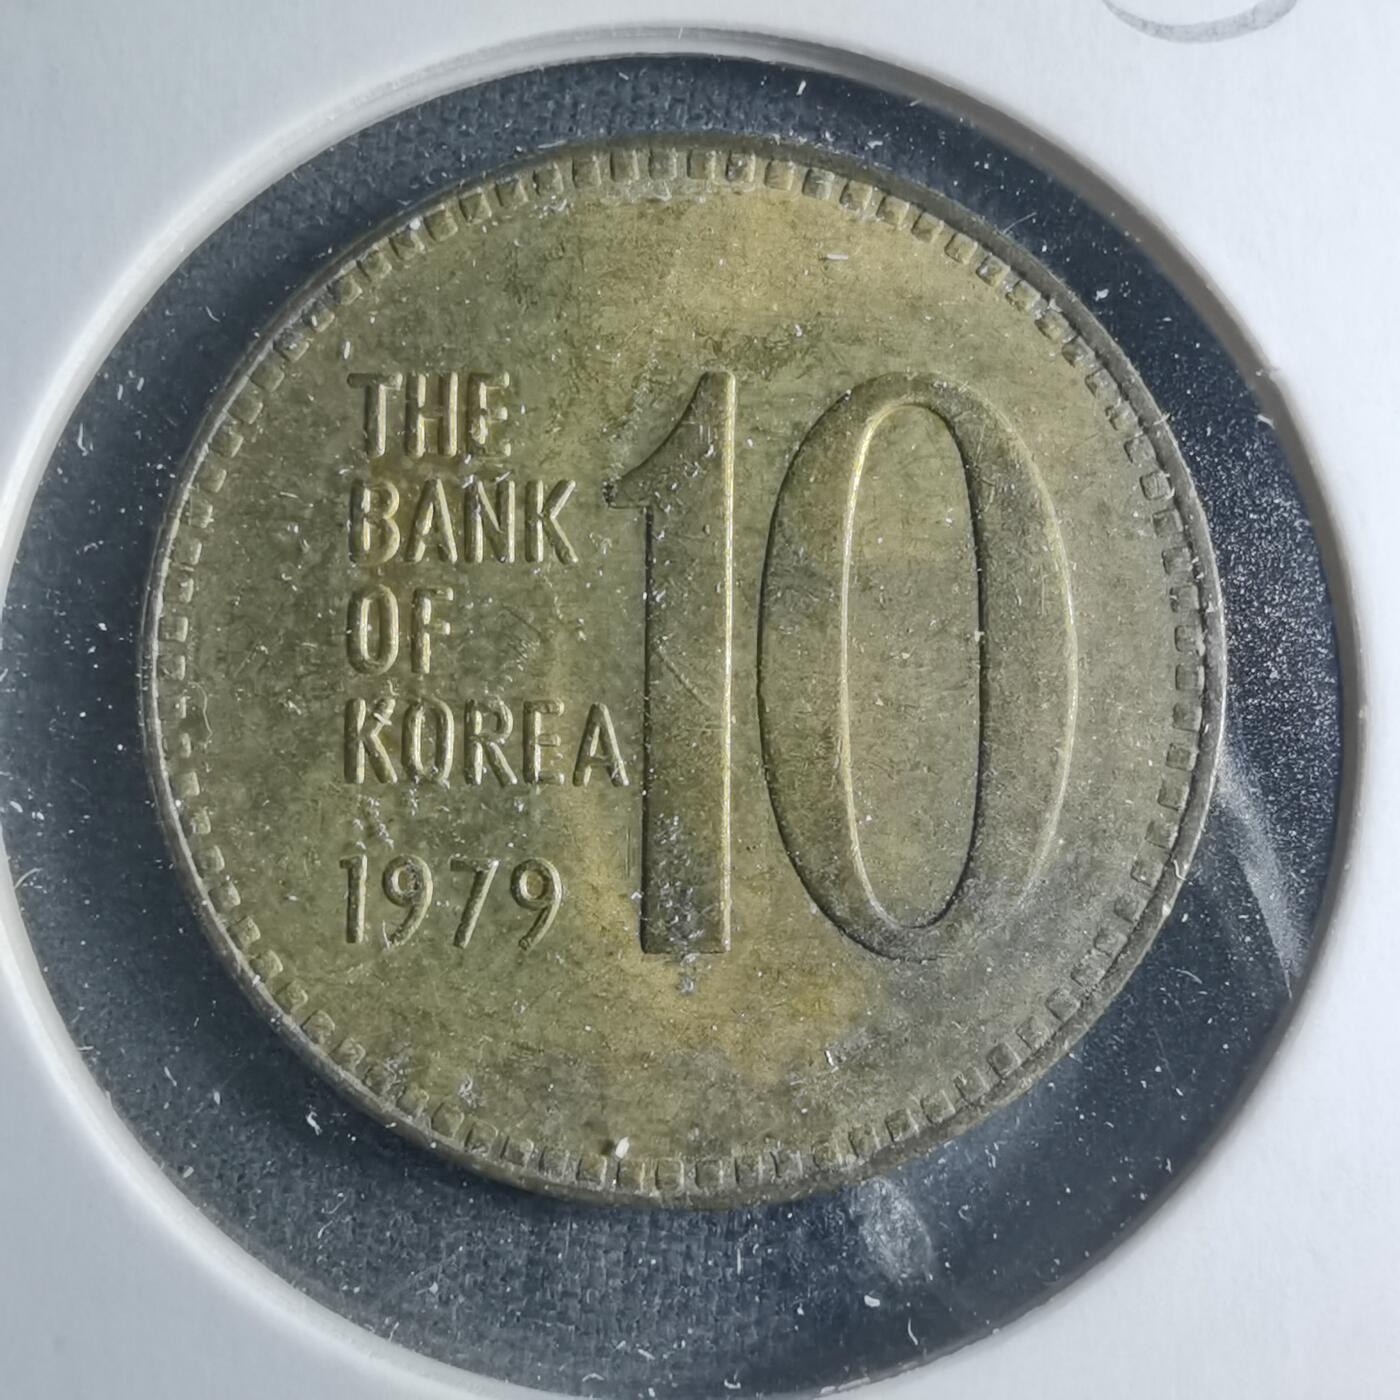 THE
BANK
OF
KOREA
1979
10